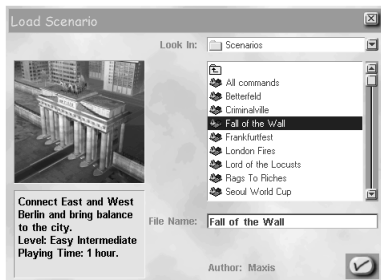 Load Scenario
Look In:
Scenarios
All commands
Betterfeld
Criminalville
Fall of the Wall
Frankfurtfest
London Fires
Lord of the Locusts
Rags To Riches
Seoul World Cup
Connect East and West
Berlin and bring balance
to the city.
Level: Easy Intermediate
Playing Time: 1 hour.
File Name:
Fall of the Wall
Author: Maxis